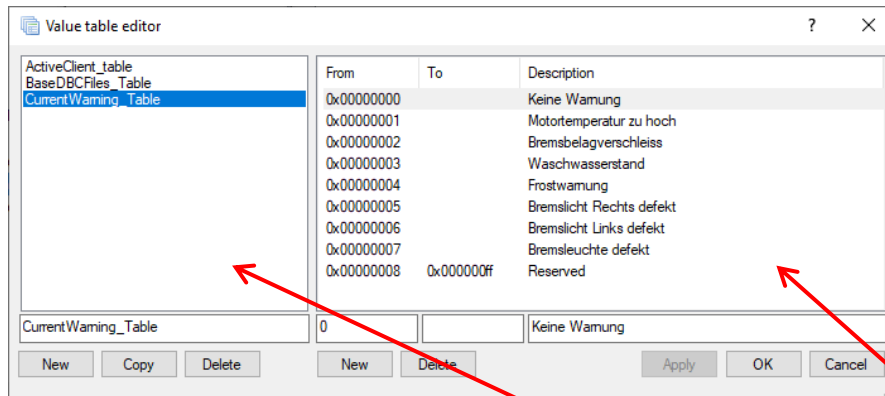 Value table editor ? ×
ActiveClient_table
BaseDBCFiles_Table
CurrentWarning_Table
From To Description
0x00000000 Keine Warnung
0x00000001 Motortemperatur zu hoch
0x00000002 Bremsbelagverschleiss
0x00000003 Waschwasserstand
0x00000004 Frostwarnung
0x00000005 Bremslicht Rechts defekt
0x00000006 Bremslicht Links defekt
0x00000007 Bremsleuchte defekt
0x00000008 0x000000ff Reserved
CurrentWarning_Table 0 Keine Warnung
New Copy Delete New Delete Apply OK Cancel